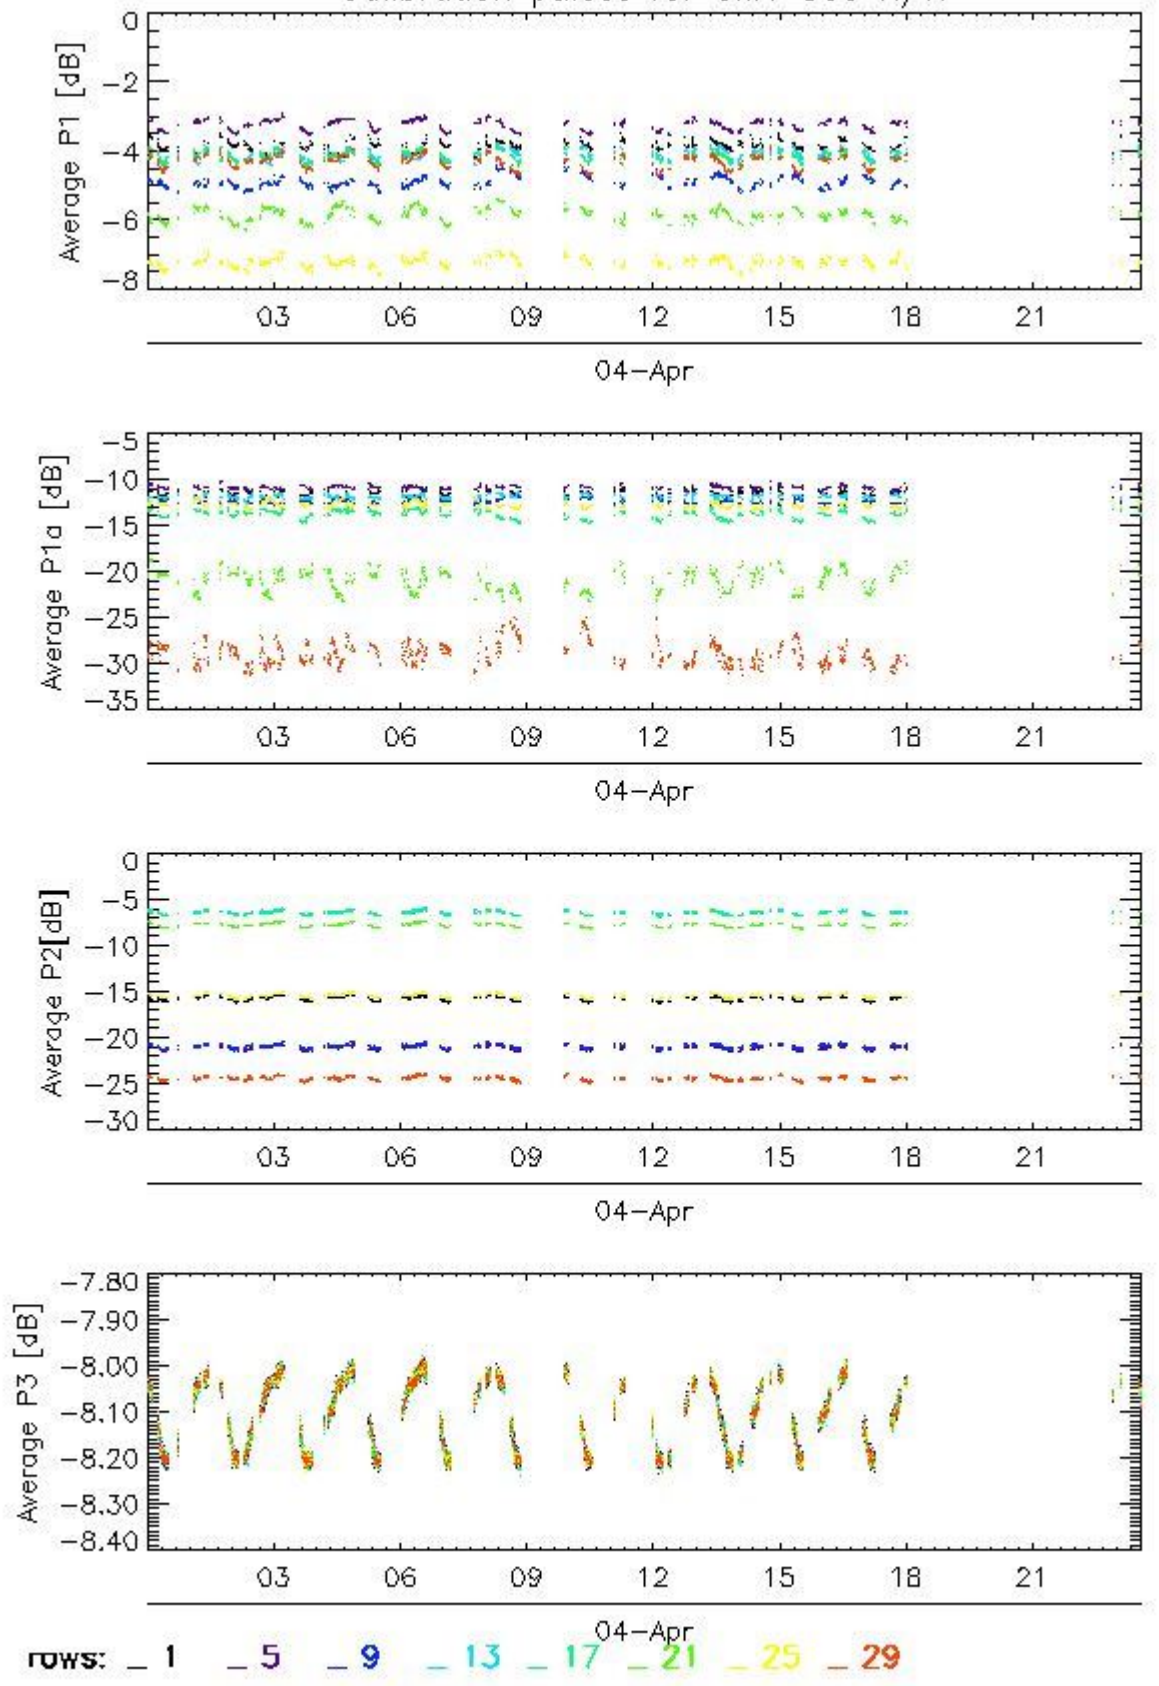 0
−2
−4
−6
−8
Average P1 [dB]
03 06 09 12 15 18 21
04−Apr
−5
−10
−15
−20
−25
−30
−35
Average P1a [dB]
03 06 09 12 15 18 21
04−Apr
0
−5
−10
−15
−20
−25
−30
Average P2[dB]
03 06 09 12 15 18 21
04−Apr
−7.80
−7.90
−8.00
−8.10
−8.20
−8.30
−8.40
Average P3 [dB]
03 06 09 12 15 18 21
04−Apr
rows: _ 1 _ 5 _ 9 _ 13 _ 17 _ 21 _ 25 _ 29